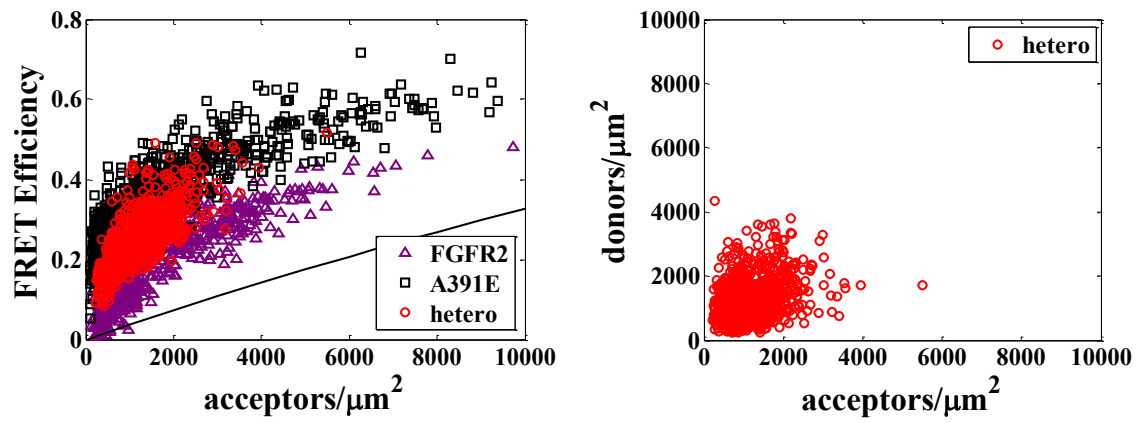 FRET Efficiency
0.8
0.6
0.4
0.2
0
0 2000 4000 6000 8000 10000
acceptors/μm²
FGFR2
A391E
hetero
donors/μm²
10000
8000
6000
4000
2000
0
0 2000 4000 6000 8000 10000
acceptors/μm²
hetero